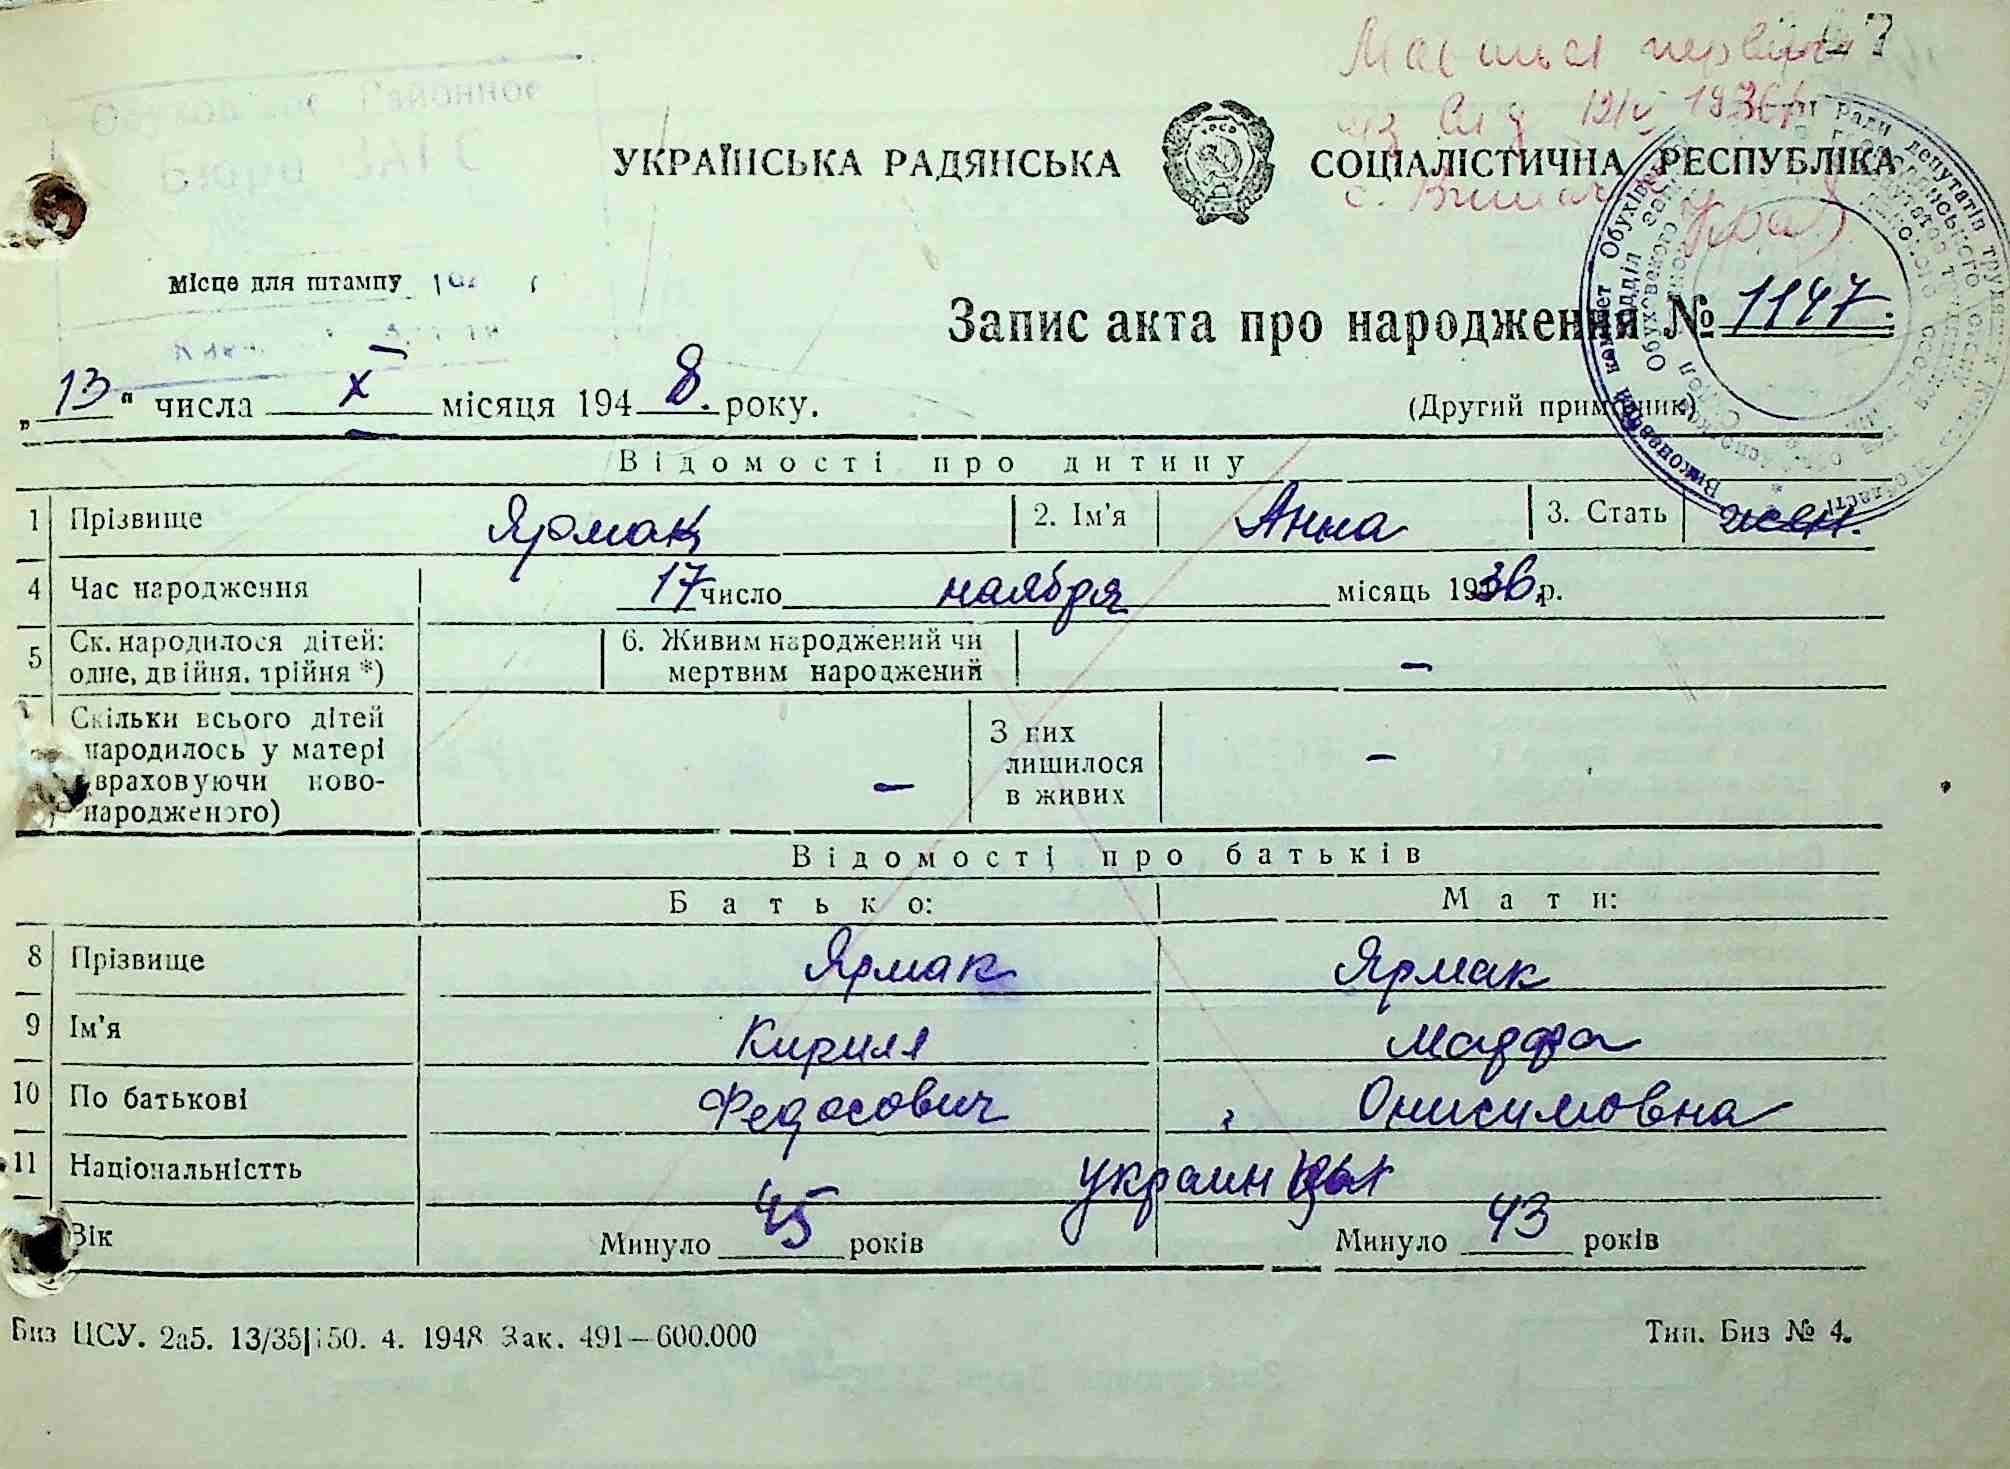 УКРАЇНСЬКА РАДЯНСЬКА СОЦІАЛІСТИЧНА РЕСПУБЛІКА
Місце для штампу
Запис акта про народження № 1147.
„13" числа X місяця 1948. року.
(Другий примірник)
Відомості про дитину
1 Прізвище Ярмак 2. Ім'я Анна 3. Стать жен.
4 Час народження 17 число ноября місяць 1936 р.
5 Ск. народилося дітей: одне, двійня, трійня *) 6. Живим народжений чи мертвим народжений —
Скільки всього дітей народилось у матері враховуючи ново-народженого) — З них лишилося в живих —
Відомості про батьків
Батько: Мати:
8 Прізвище Ярмак Ярмак
9 Ім'я Кирилл
10 По батькові Федосович Онисимовна
11 Національністть украинцы
Вік Минуло 45 років Минуло 43 років
Биз ЦСУ. 2а5. 13/35 50. 4. 1948 Зак. 491—600.000
Тип. Биз № 4.